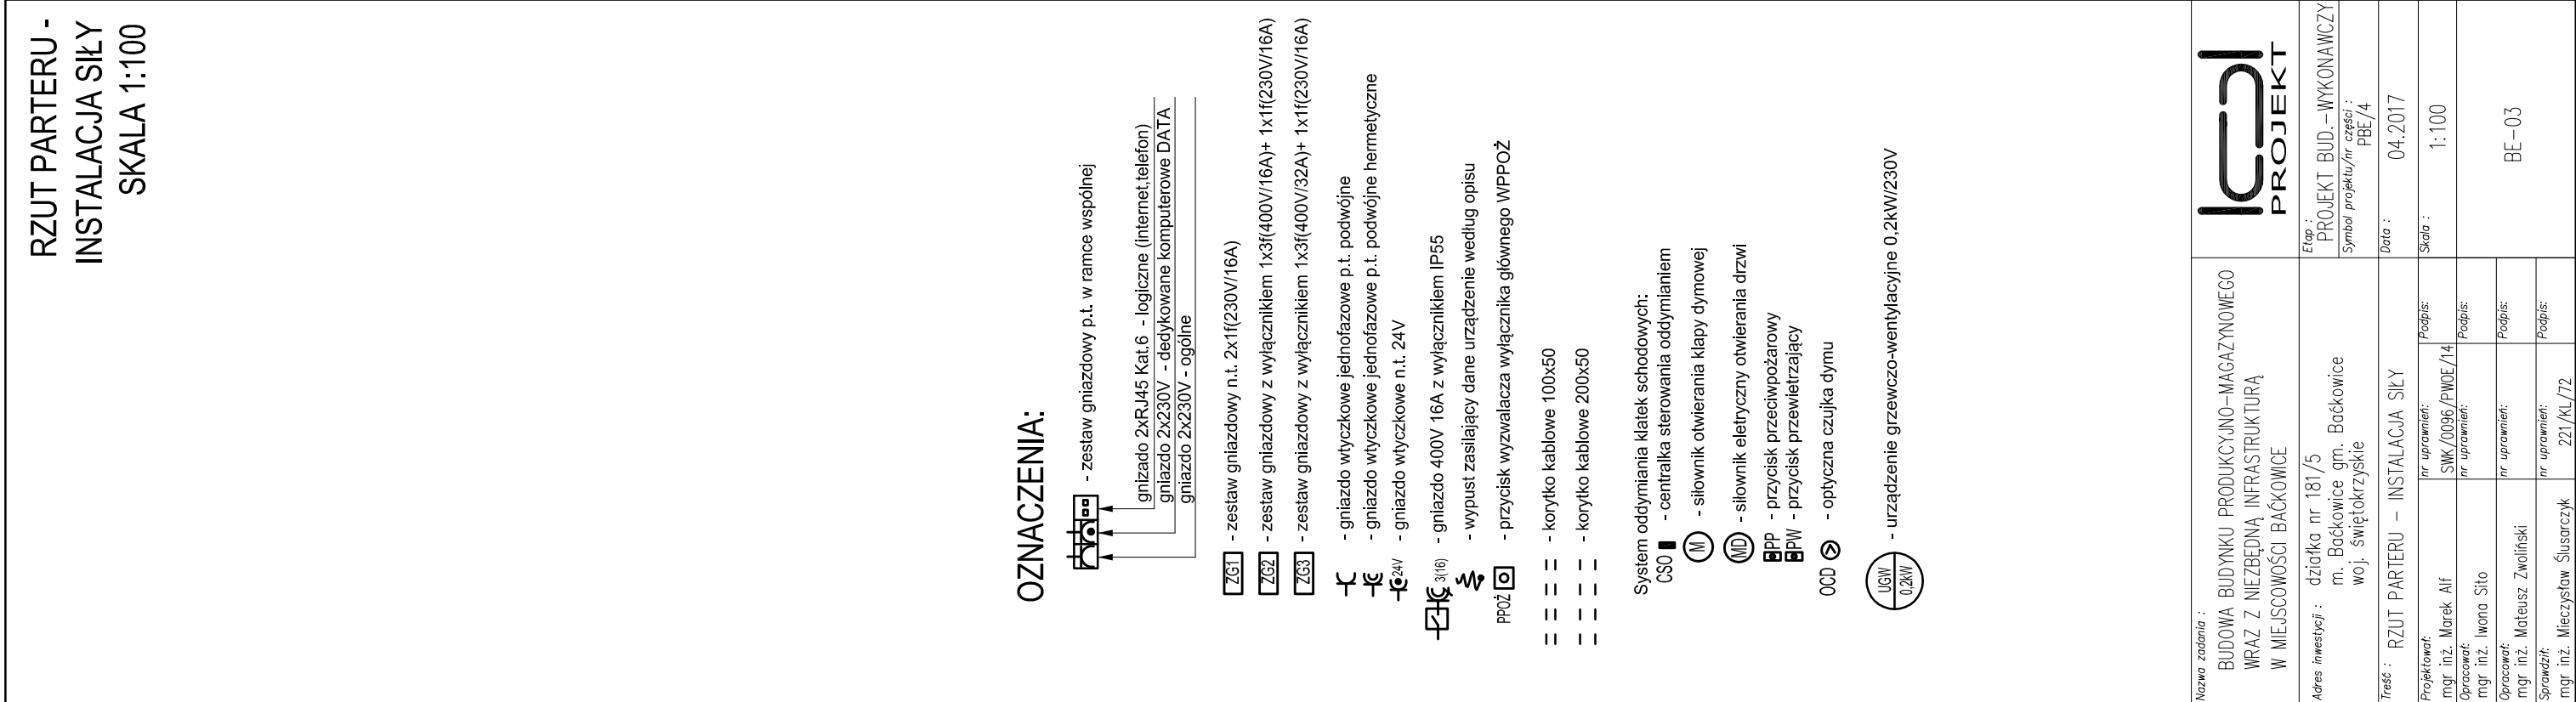 RZUT PARTERU -
INSTALACJA SIŁY
SKALA 1:100
OZNACZENIA:
- zestaw gniazdowy p.t. w ramce wspólnej
gnizado 2xRJ45 Kat.6 - logiczne (internet,telefon)
gniazdo 2x230V - dedykowane komputerowe DATA
gniazdo 2x230V - ogólne
ZG1 - zestaw gniazdowy n.t. 2x1f(230V/16A)
ZG2 - zestaw gniazdowy z wyłącznikiem 1x3f(400V/16A)+ 1x1f(230V/16A)
ZG3 - zestaw gniazdowy z wyłącznikiem 1x3f(400V/32A)+ 1x1f(230V/16A)
- gniazdo wtyczkowe jednofazowe p.t. podwójne
- gniazdo wtyczkowe jednofazowe p.t. podwójne hermetyczne
24V - gniazdo wtyczkowe n.t. 24V
3(16) - gniazdo 400V 16A z wyłącznikiem IP55
- wypust zasilający dane urządzenie według opisu
PPOŻ - przycisk wyzwalacza wyłącznika głównego WPPOŻ
- korytko kablowe 100x50
- korytko kablowe 200x50
System oddymiania klatek schodowych:
CSO - centralka sterowania oddymianiem
M - siłownik otwierania klapy dymowej
MD - siłownik eletryczny otwierania drzwi
PP - przycisk przeciwpożarowy
PW - przycisk przewietrzający
OCD - optyczna czujka dymu
UGW 0,2kW - urządzenie grzewczo-wentylacyjne 0,2kW/230V
PROJEKT
Nazwa zadania :
BUDOWA BUDYNKU PRODUKCYJNO-MAGAZYNOWEGO
WRAZ Z NIEZBĘDNĄ INFRASTRUKTURĄ
W MIEJSCOWOŚCI BAĆKOWICE
Adres inwestycji : działka nr 181/5
m. Baćkowice gm. Baćkowice
woj. świętokrzyskie
Etap :
PROJEKT BUD.-WYKONAWCZY
Symbol projektu/nr części :
PBE/4
Treść : RZUT PARTERU - INSTALACJA SIŁY
Data : 04.2017
Projektował: nr uprawnień: Podpis:
mgr inż. Marek Alf SWK/0096/PWOE/14
Skala : 1:100
Opracował: nr uprawnień: Podpis:
mgr inż. Iwona Sito
Opracował: nr uprawnień: Podpis:
mgr inż. Mateusz Zwoliński
BE-03
Sprawdził: nr uprawnień: Podpis:
mgr inż. Mieczysław Ślusarczyk 221/KL/72